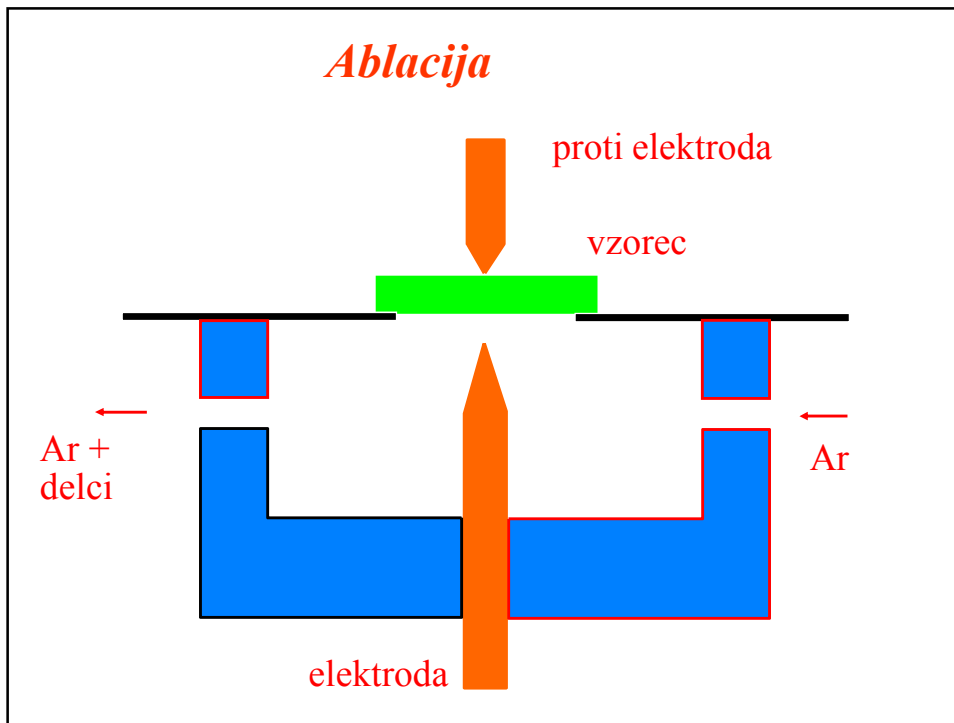 Ablacija
proti elektroda
vzorec
Ar +
delci
Ar
elektroda